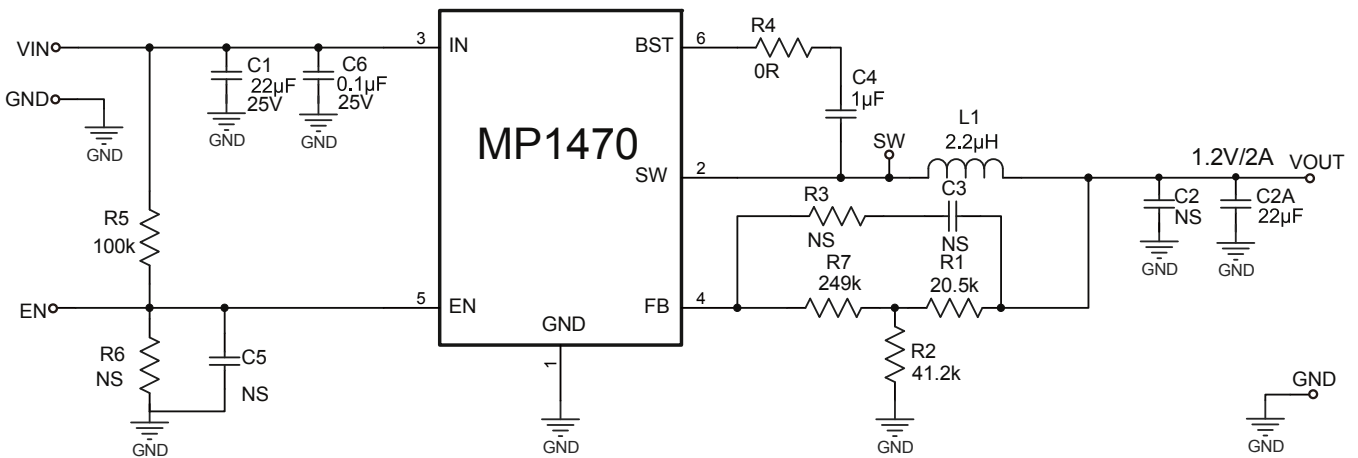 VIN
GND
GND
C1
22µF
25V
GND
C6
0.1µF
25V
GND
3
IN
MP1470
BST
6
R4
0R
C4
1µF
SW
2
SW
L1
2.2µH
1.2V/2A
VOUT
C2
NS
GND
C2A
22µF
GND
R3
NS
C3
NS
R5
100k
R7
249k
R1
20.5k
EN
5
EN
GND
1
GND
FB
4
R6
NS
C5
NS
GND
R2
41.2k
GND
GND
GND